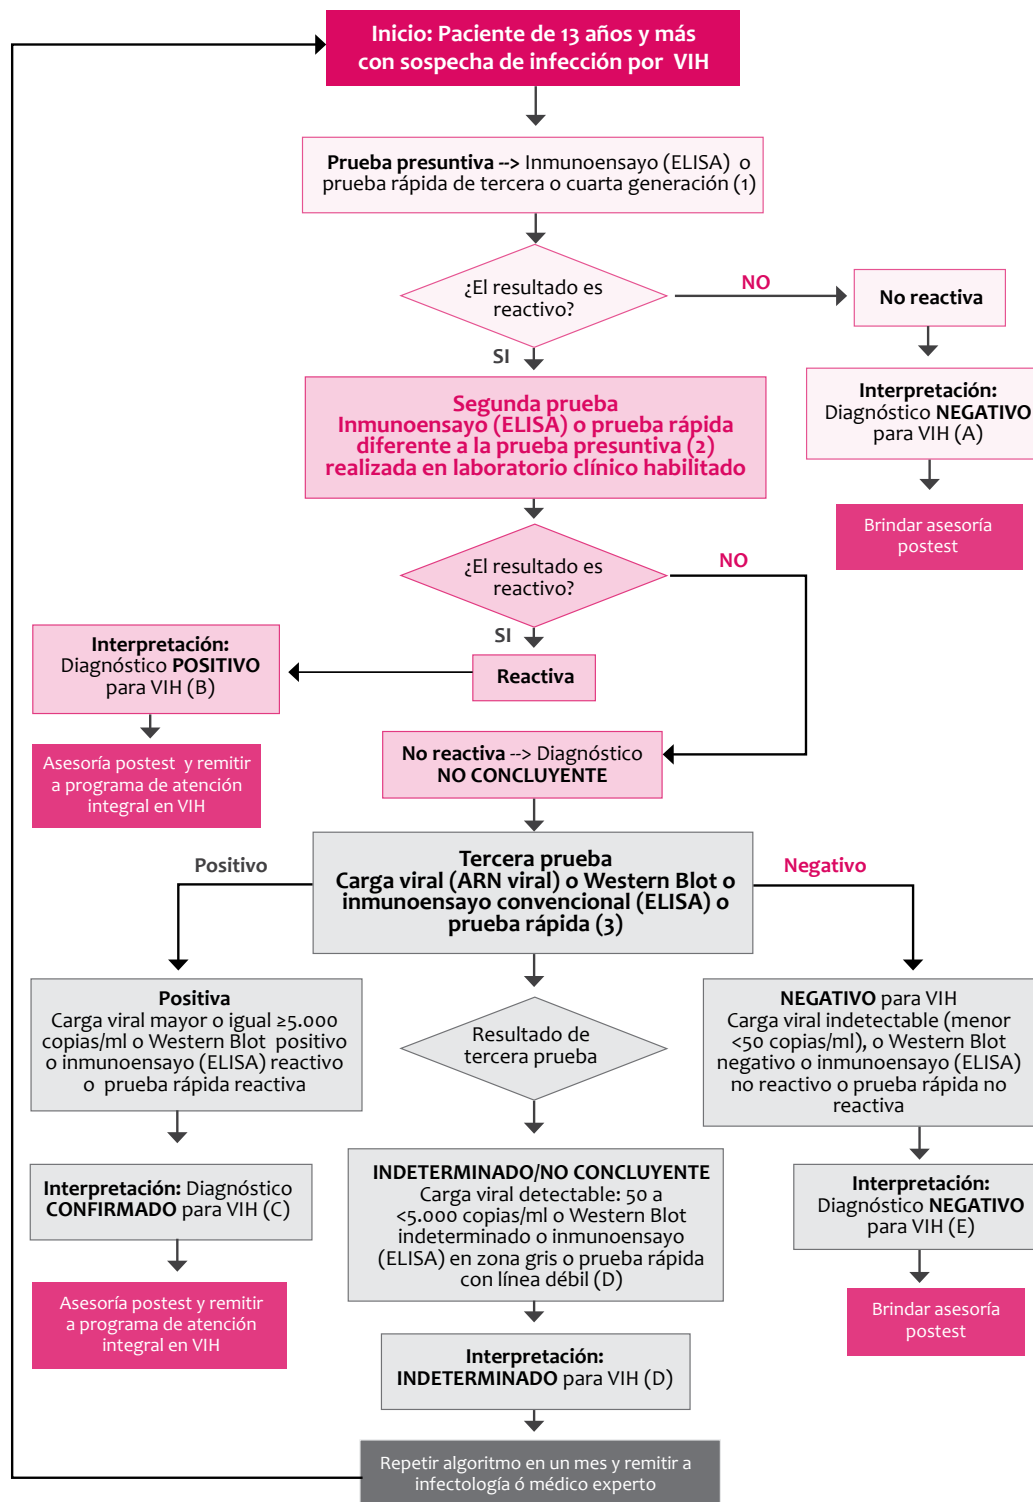 Inicio: Paciente de 13 años y más
con sospecha de infección por VIH
Prueba presuntiva --> Inmunoensayo (ELISA) o
prueba rápida de tercera o cuarta generación (1)
¿El resultado es
reactivo?
NO
No reactiva
SI
Interpretación:
Diagnóstico NEGATIVO
para VIH (A)
Brindar asesoría
postest
Segunda prueba
Inmunoensayo (ELISA) o prueba rápida
diferente a la prueba presuntiva (2)
realizada en laboratorio clínico habilitado
¿El resultado es
reactivo?
NO
SI
Reactiva
Interpretación:
Diagnóstico POSITIVO
para VIH (B)
Asesoría postest y remitir
a programa de atención
integral en VIH
No reactiva --> Diagnóstico
NO CONCLUYENTE
Tercera prueba
Carga viral (ARN viral) o Western Blot o
inmunoensayo convencional (ELISA) o
prueba rápida (3)
Positivo
Negativo
Positiva
Carga viral mayor o igual ≥5.000
copias/ml o Western Blot positivo
o inmunoensayo (ELISA) reactivo
o prueba rápida reactiva
Interpretación: Diagnóstico
CONFIRMADO para VIH (C)
Asesoría postest y remitir
a programa de atención
integral en VIH
Resultado de
tercera prueba
INDETERMINADO/NO CONCLUYENTE
Carga viral detectable: 50 a
<5.000 copias/ml o Western Blot
indeterminado o inmunoensayo
(ELISA) en zona gris o prueba rápida
con línea débil (D)
Interpretación:
INDETERMINADO para VIH (D)
Repetir algoritmo en un mes y remitir a
infectología ó médico experto
NEGATIVO para VIH
Carga viral indetectable (menor
<50 copias/ml), o Western Blot
negativo o inmunoensayo (ELISA)
no reactivo o prueba rápida no
reactiva
Interpretación:
Diagnóstico NEGATIVO
para VIH (E)
Brindar asesoría
postest